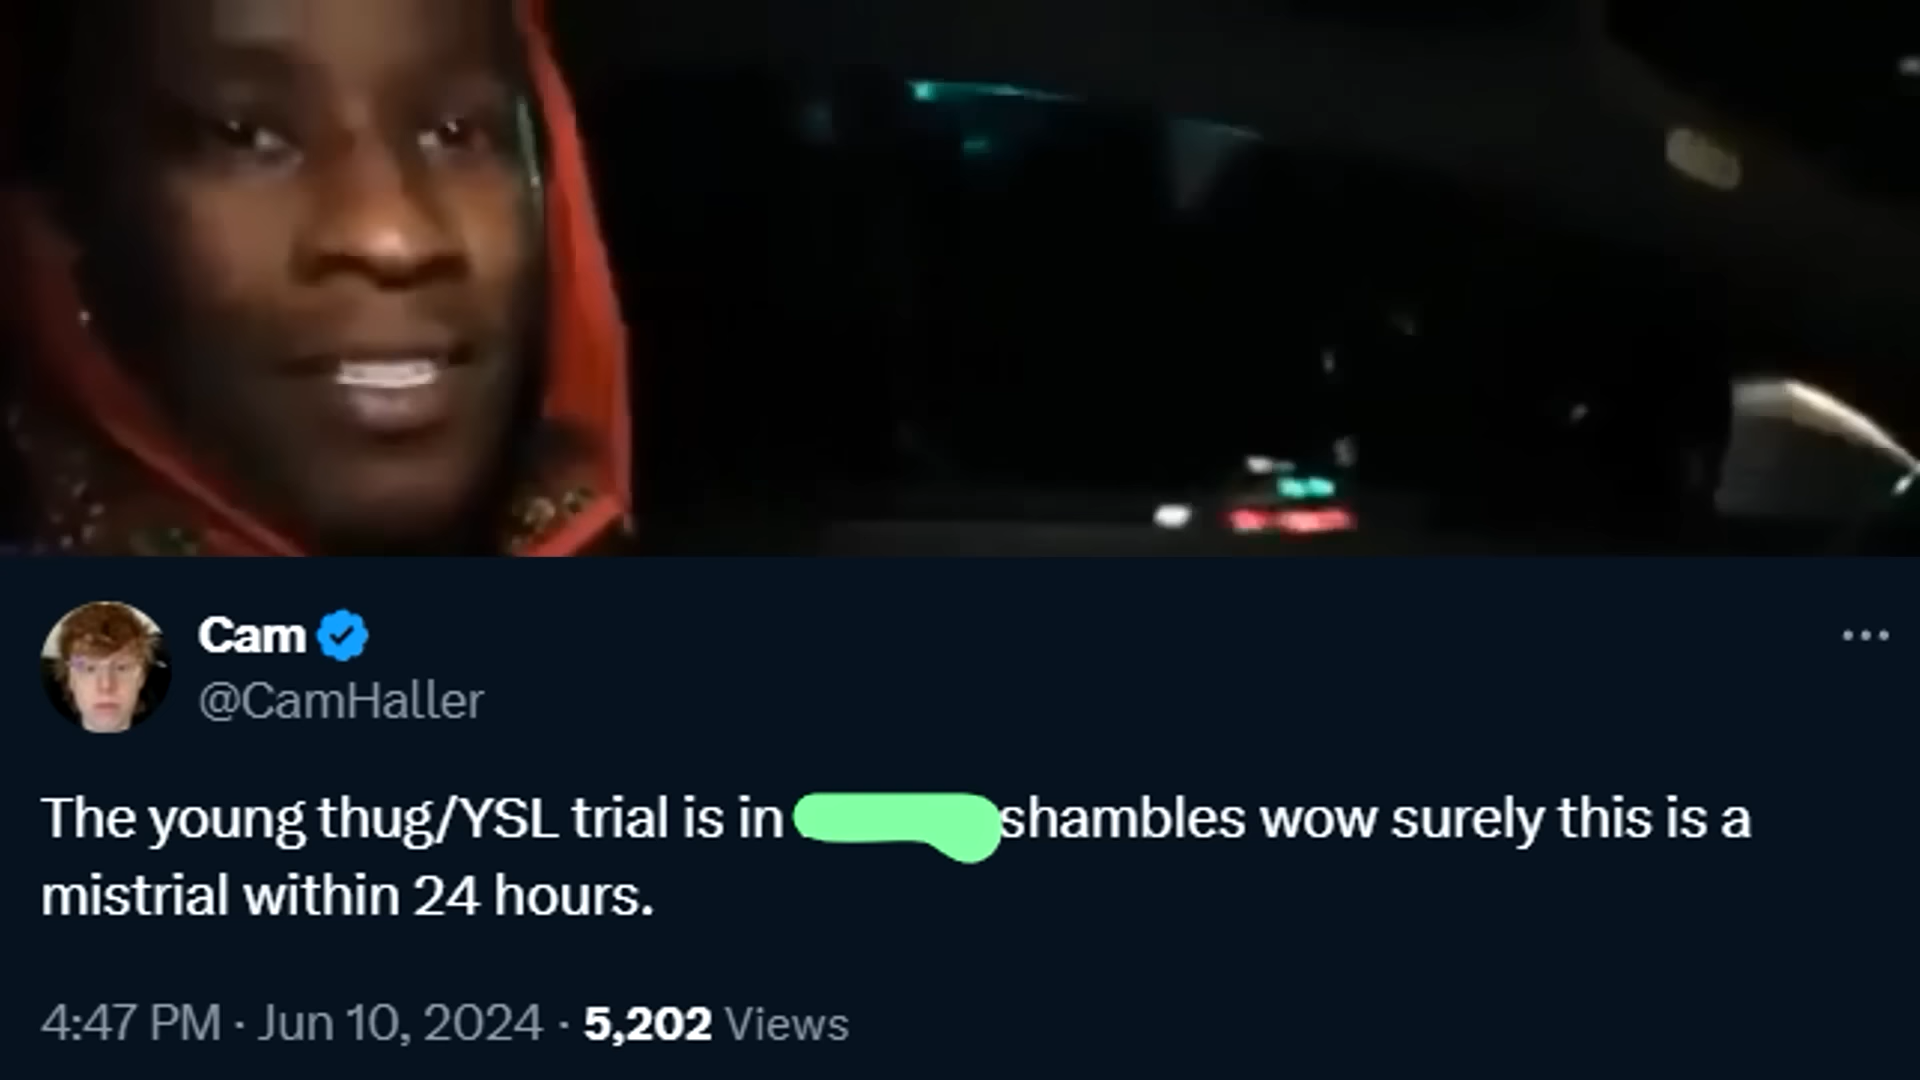 Cam
@CamHaller
The young thug/YSL trial is in shambles wow surely this is a
mistrial within 24 hours.
4:47 PM · Jun 10, 2024 · 5,202 Views